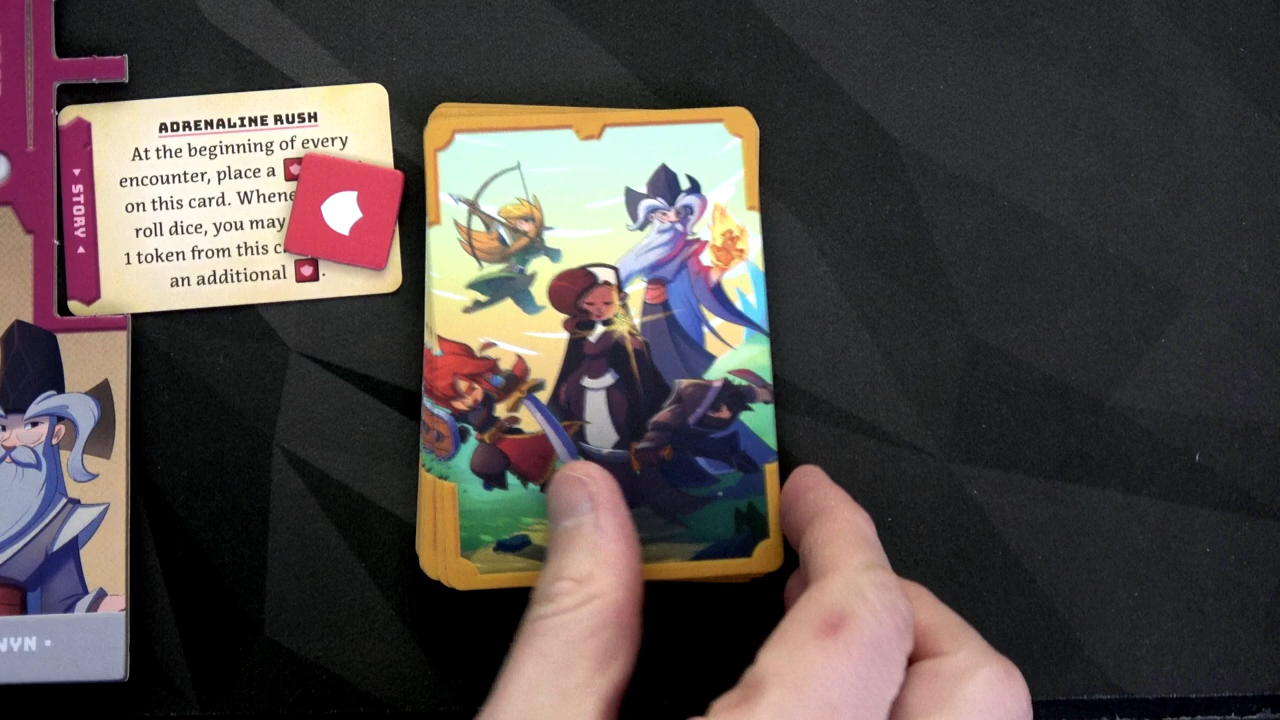 ADRENALINE RUSH
At the beginning of every
encounter, place a
on this card. Whene
roll dice, you may
1 token from this c
an additional .
STORY
NYN